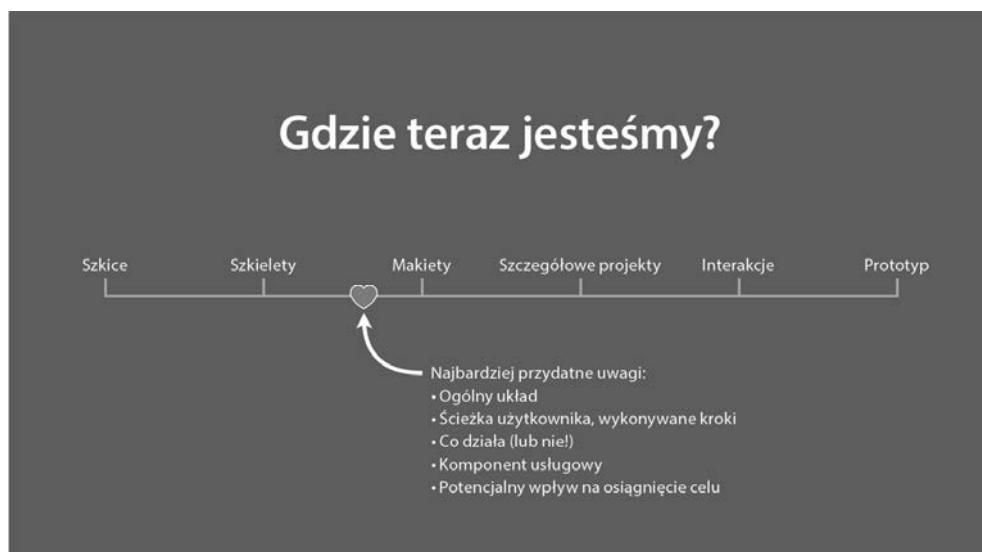 Gdzie teraz jesteśmy?
Szkice Szkielety Makiety Szczegółowe projekty Interakcje Prototyp
Najbardziej przydatne uwagi:
• Ogólny układ
• Ścieżka użytkownika, wykonywane kroki
• Co działa (lub nie!)
• Komponent usługowy
• Potencjalny wpływ na osiągnięcie celu